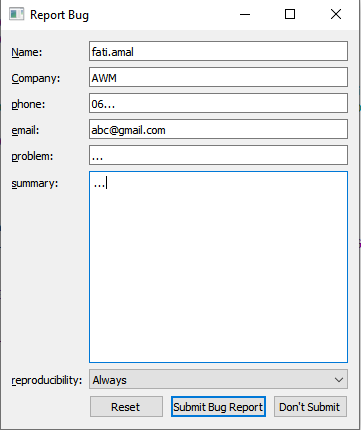 Report Bug
Name: fati.amal
Company: AWM
phone: 06...
email: abc@gmail.com
problem: ...
summary: ...
reproducibility: Always
Reset Submit Bug Report Don't Submit